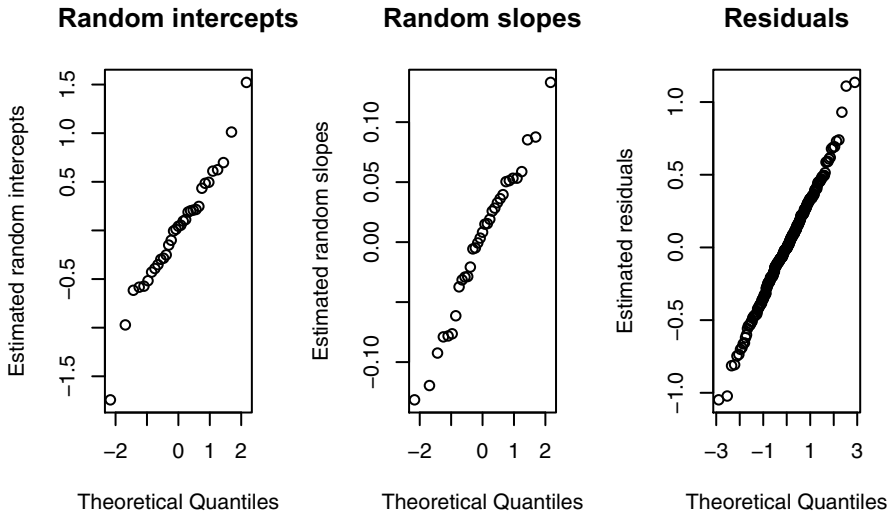 Random intercepts
Estimated random intercepts
−1.5
−0.5
0.5
1.0
1.5
−2
0
1
2
Theoretical Quantiles
Random slopes
Estimated random slopes
−0.10
0.00
0.05
0.10
−2
0
1
2
Theoretical Quantiles
Residuals
Estimated residuals
−1.0
−0.5
0.0
0.5
1.0
−3
−1
1
3
Theoretical Quantiles